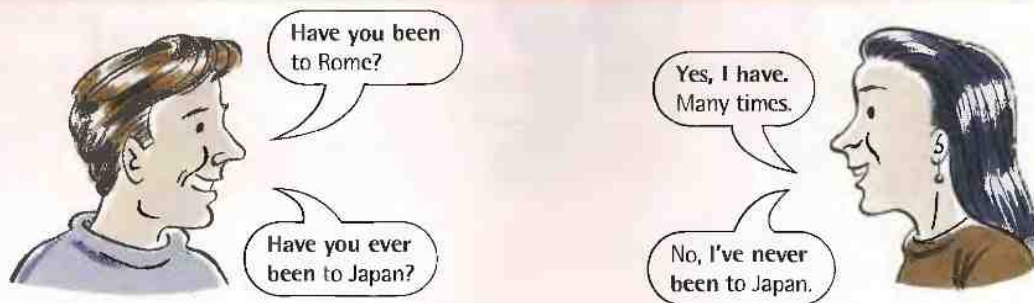 Have you been
to Rome?
Yes, I have.
Many times.
Have you ever
been to Japan?
No, I've never
been to Japan.